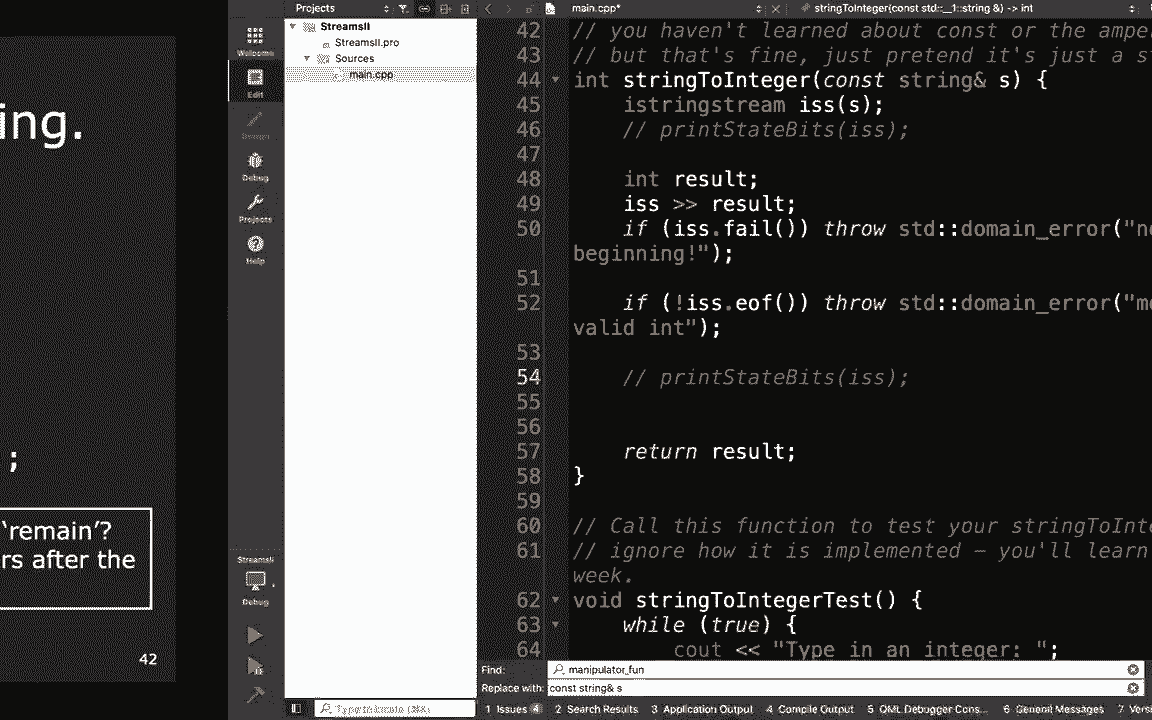 ing.
;
‘remain’?
rs after the
42
Welcome
Edit
Design
Debug
Projects
Help
StreamsII
Debug
Projects
StreamsII
StreamsII.pro
Sources
main.cpp
main.cpp*
stringToInteger(const std::__1::string &) -> int
42 // you haven't learned about const or the ampe
43 // but that's fine, just pretend it's just a s
44 int stringToInteger(const string& s) {
45 istringstream iss(s);
46 // printStateBits(iss);
47
48 int result;
49 iss >> result;
50 if (iss.fail()) throw std::domain_error("no
beginning!");
51
52 if (!iss.eof()) throw std::domain_error("mo
valid int");
53
54 // printStateBits(iss);
55
56
57 return result;
58 }
59
60 // Call this function to test your stringToInte
61 // ignore how it is implemented – you'll learn
week.
62 void stringToIntegerTest() {
63 while (true) {
64 cout << "Type in an integer: ";
Find: manipulator_fun
Replace with: const string& s
Type to locate (⌘K)
1 Issues 4 2 Search Results 3 Application Output 4 Compile Output 5 QML Debugger Cons... 6 General Messages 7 Vers